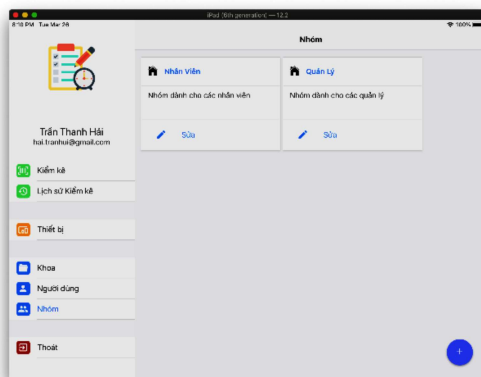 iPad (6th generation) — 12.2
8:10 PM Tue Mar 26
100%
Nhóm
Trần Thanh Hải
hai.tranhui@gmail.com
Kiểm kê
Lịch sử Kiểm kê
Thiết bị
Khoa
Người dùng
Nhóm
Thoát
Nhân Viên
Nhóm dành cho các nhân viên
Sửa
Quản Lý
Nhóm dành cho các quản lý
Sửa
+